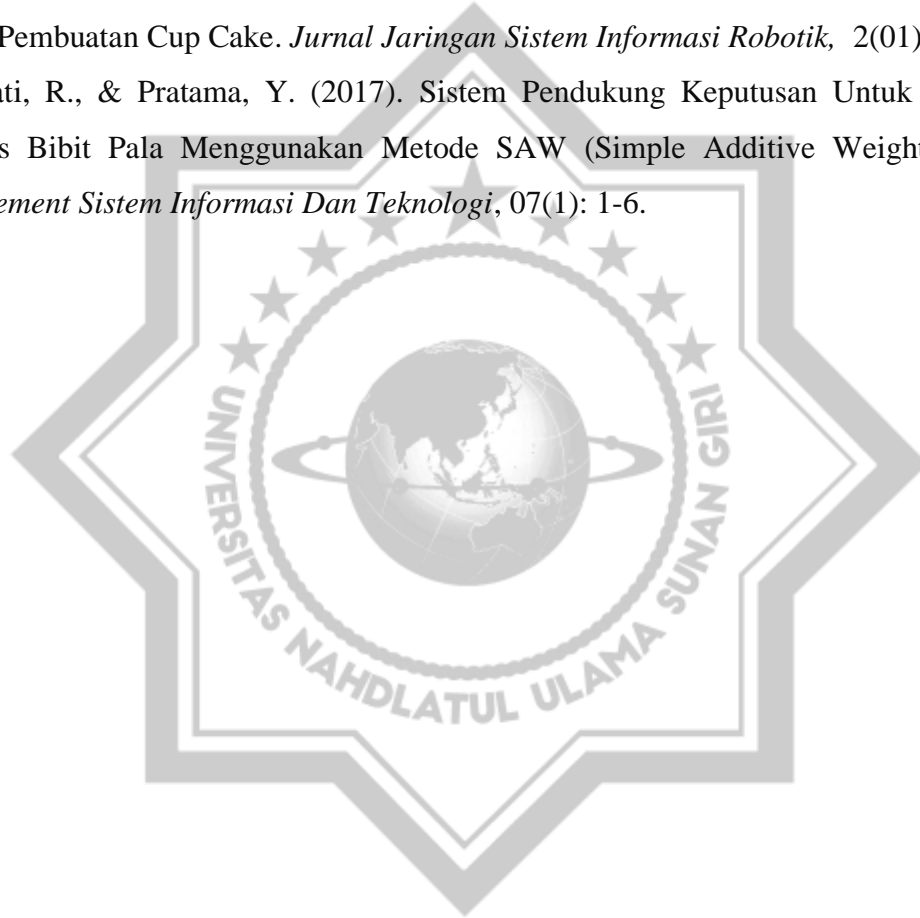 Pembuatan Cup Cake. Jurnal Jaringan Sistem Informasi Robotik, 2(01)
ati, R., & Pratama, Y. (2017). Sistem Pendukung Keputusan Untuk
s Bibit Pala Menggunakan Metode SAW (Simple Additive Weight
ement Sistem Informasi Dan Teknologi, 07(1): 1-6.
UNIVERSITAS NAHDLATUL ULAMA SUNAN GIRI